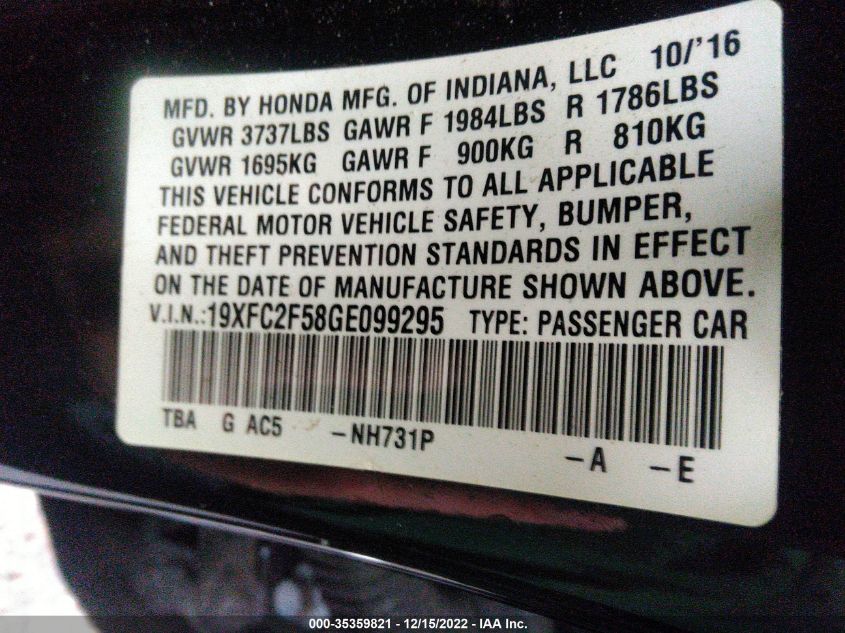 MFD. BY HONDA MFG. OF INDIANA, LLC 10/'16
GVWR 3737LBS GAWR F 1984LBS R 1786LBS
GVWR 1695KG GAWR F 900KG R 810KG
THIS VEHICLE CONFORMS TO ALL APPLICABLE
FEDERAL MOTOR VEHICLE SAFETY, BUMPER,
AND THEFT PREVENTION STANDARDS IN EFFECT
ON THE DATE OF MANUFACTURE SHOWN ABOVE.
V.I.N.:19XFC2F58GE099295 TYPE: PASSENGER CAR
TBA G AC5 -NH731P -A -E
000-35359821 - 12/15/2022 - IAA Inc.